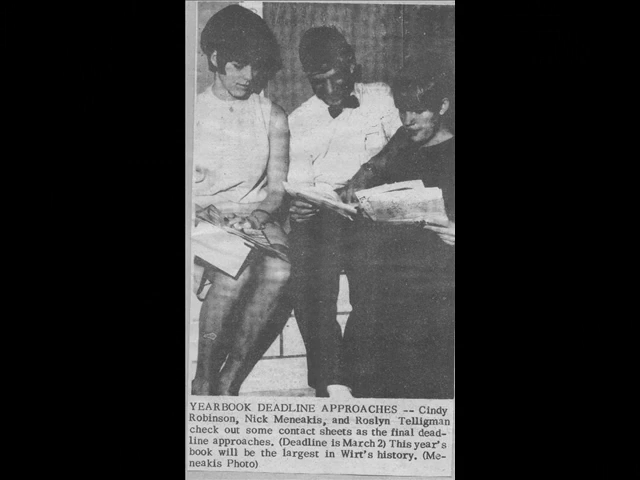 YEARBOOK DEADLINE APPROACHES -- Cindy
Robinson, Nick Meneakis, and Roslyn Telligman
check out some contact sheets as the final dead-
line approaches. (Deadline is March 2) This year's
book will be the largest in Wirt's history. (Me-
neakis Photo)